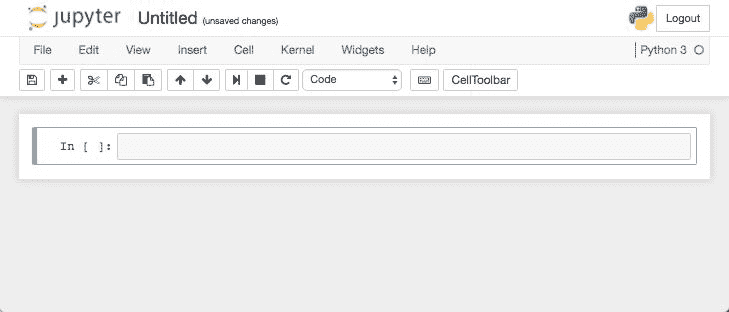 jupyter Untitled (unsaved changes) Logout
File Edit View Insert Cell Kernel Widgets Help Python 3
Code CellToolbar
In [ ]: